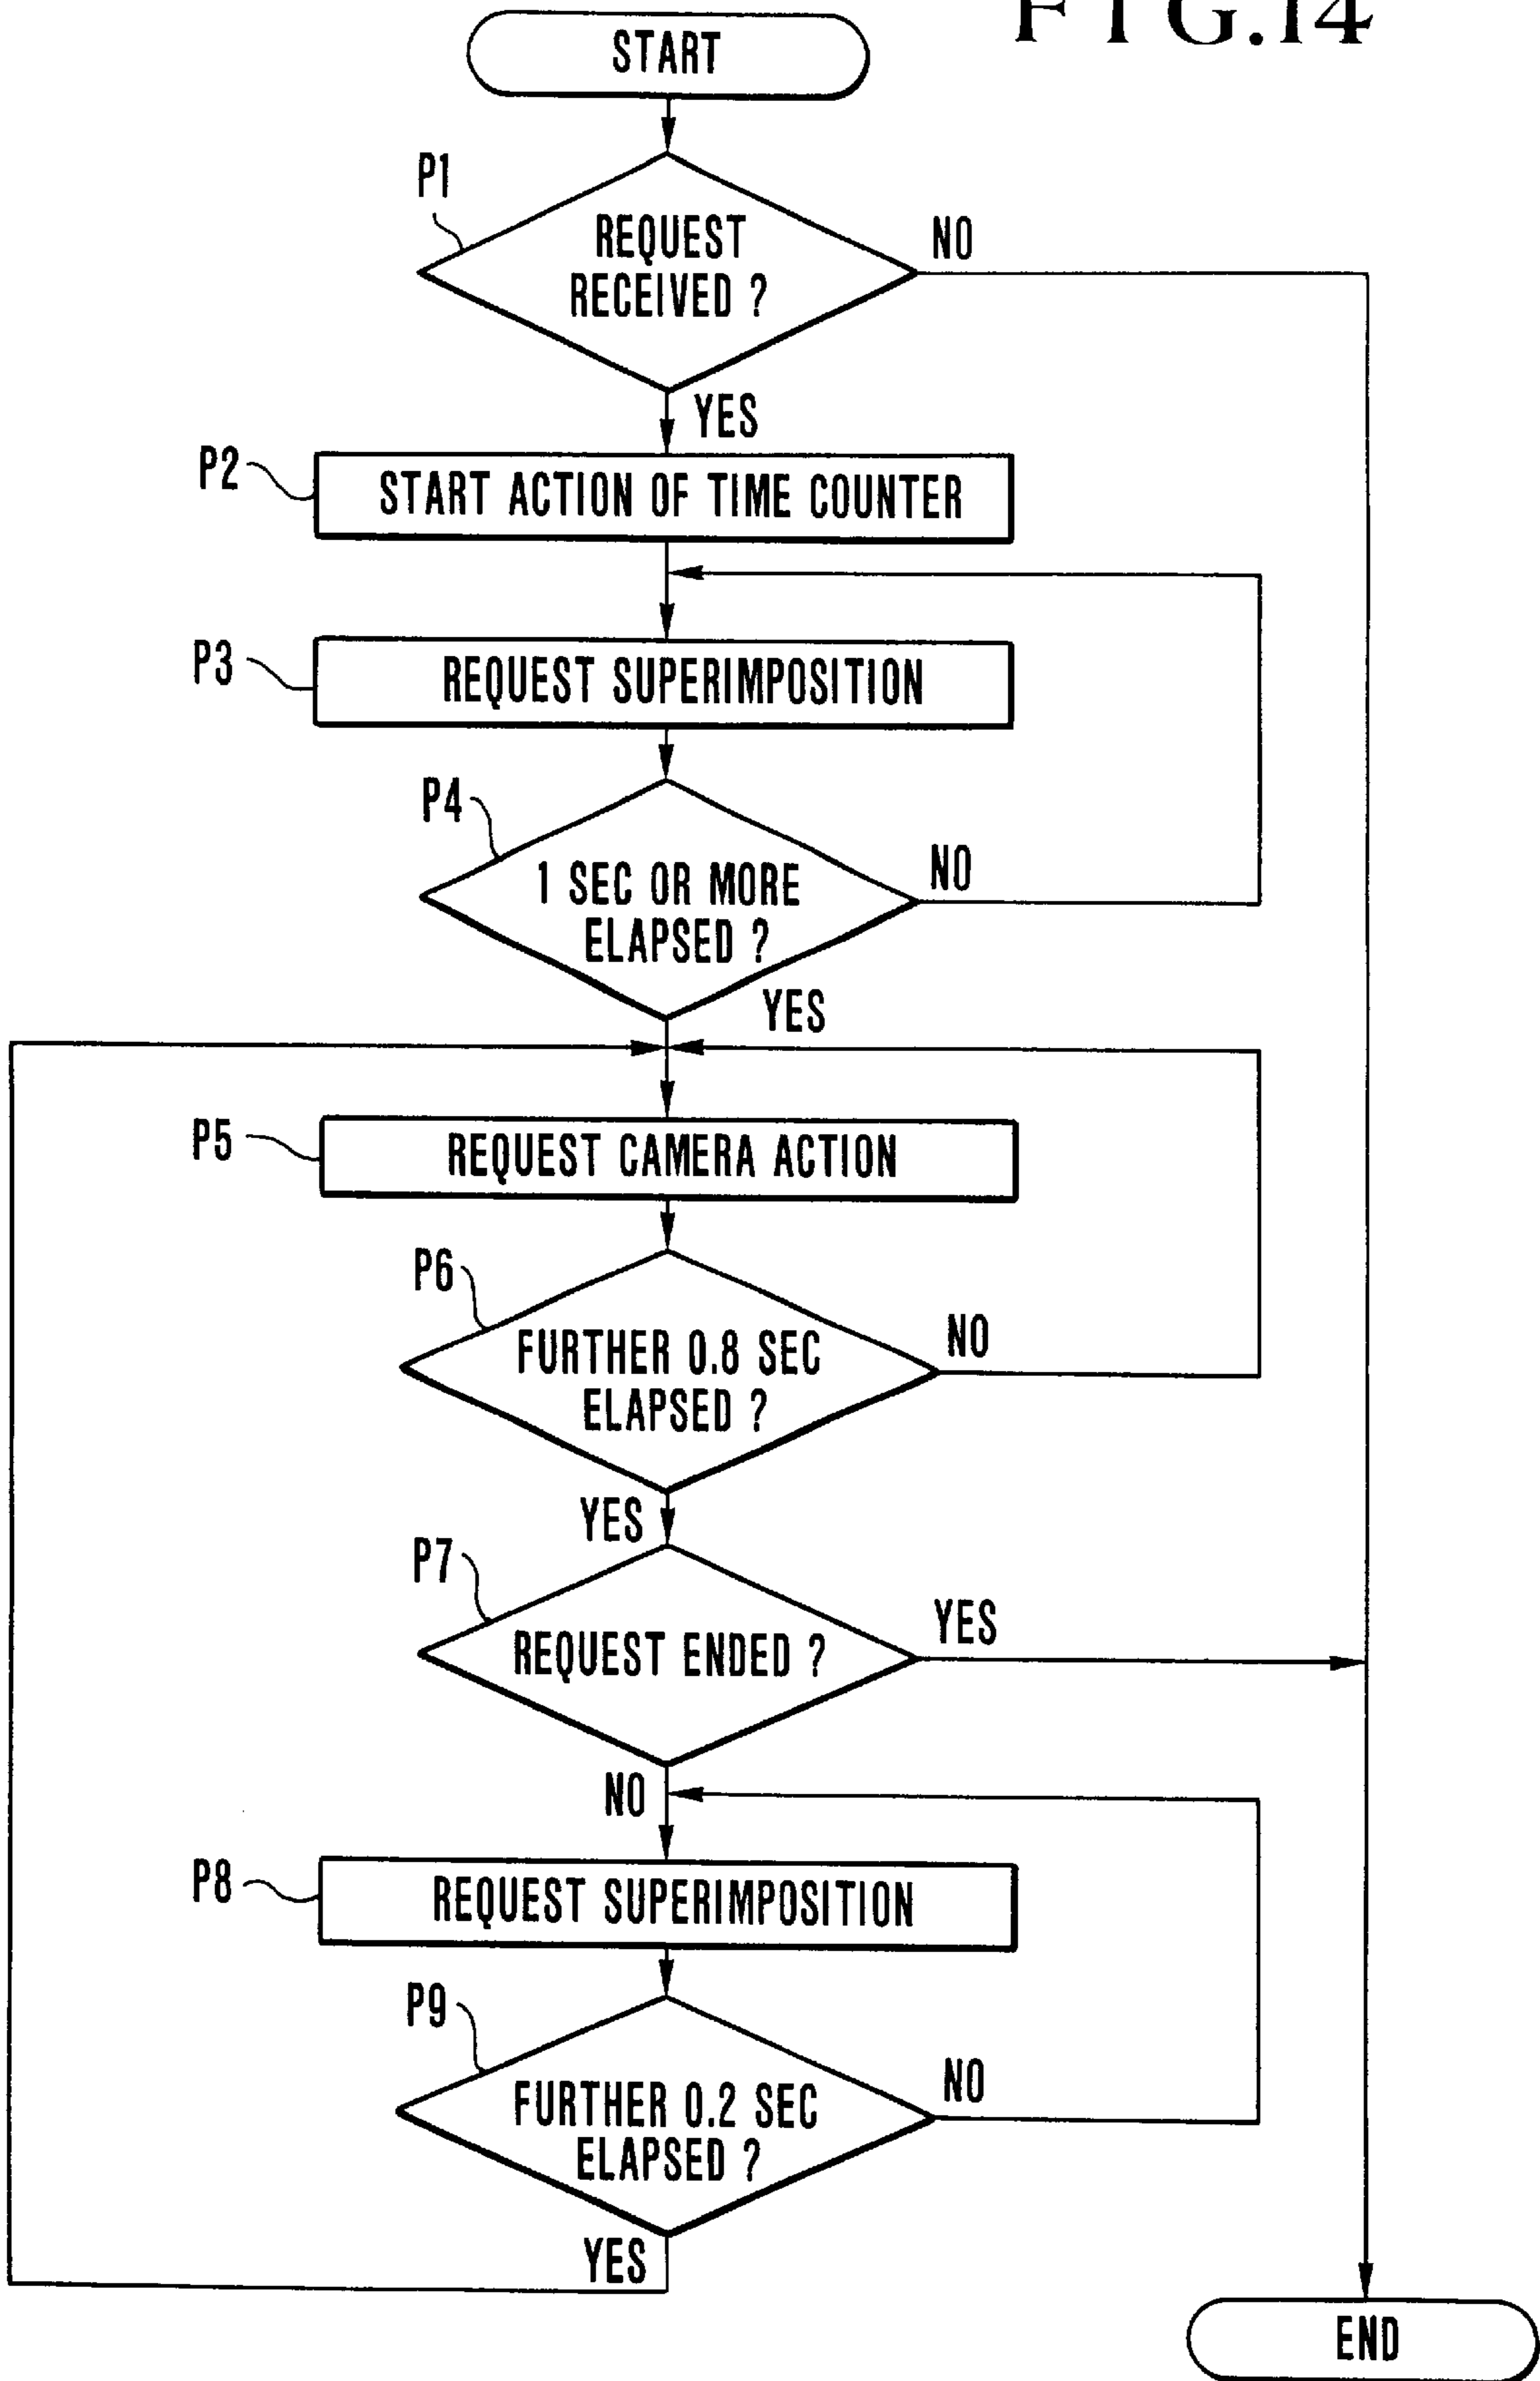 FIG.14
START
P1
REQUEST
RECEIVED ?
NO
YES
P2
START ACTION OF TIME COUNTER
P3
REQUEST SUPERIMPOSITION
P4
1 SEC OR MORE
ELAPSED ?
NO
YES
P5
REQUEST CAMERA ACTION
P6
FURTHER 0.8 SEC
ELAPSED ?
NO
YES
P7
REQUEST ENDED ?
YES
NO
P8
REQUEST SUPERIMPOSITION
P9
FURTHER 0.2 SEC
ELAPSED ?
NO
YES
END